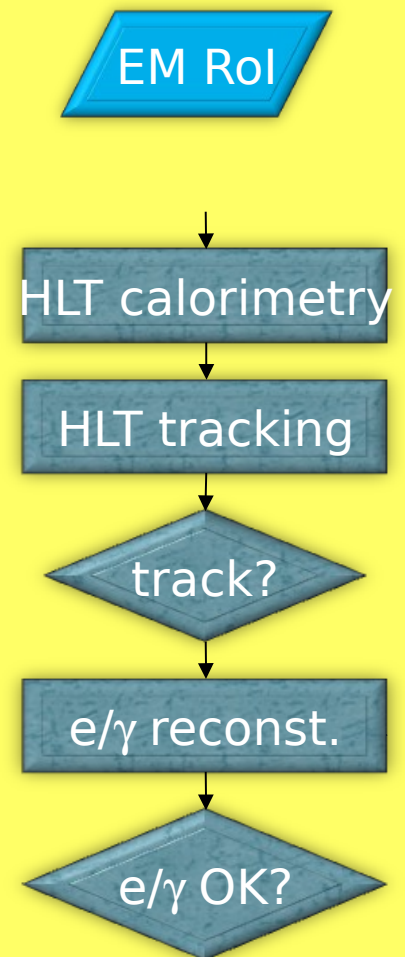 EM RoI
HLT calorimetry
HLT tracking
track?
e/γ reconst.
e/γ OK?